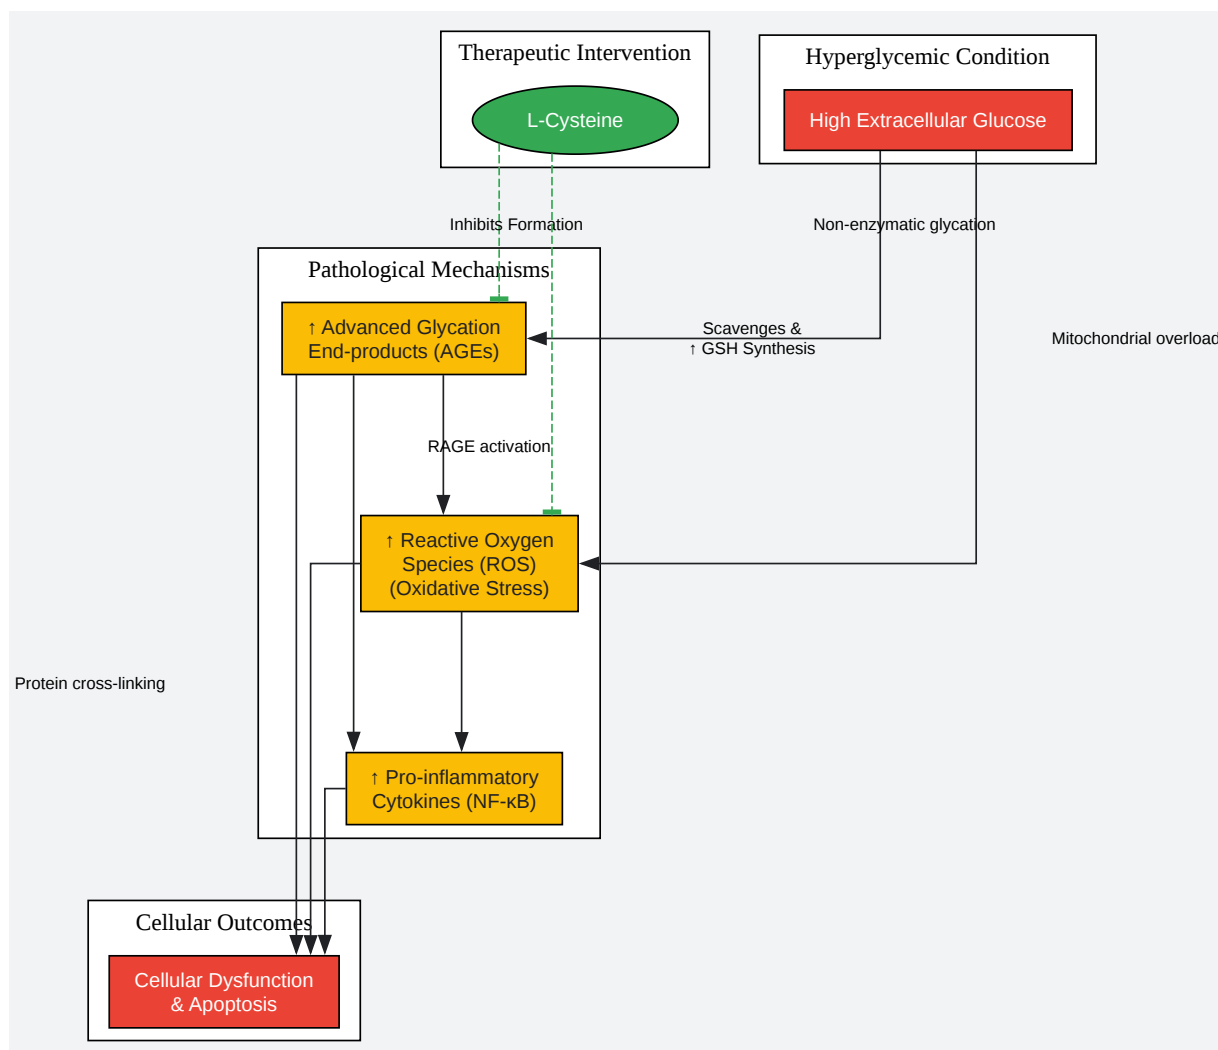 Therapeutic Intervention
Hyperglycemic Condition
L-Cysteine
High Extracellular Glucose
Inhibits Formation
Non-enzymatic glycation
Pathological Mechanisms
↑ Advanced Glycation
End-products (AGEs)
Scavenges &
↑ GSH Synthesis
Mitochondrial overload
RAGE activation
↑ Reactive Oxygen
Species (ROS)
(Oxidative Stress)
Protein cross-linking
↑ Pro-inflammatory
Cytokines (NF-κB)
Cellular Outcomes
Cellular Dysfunction
& Apoptosis